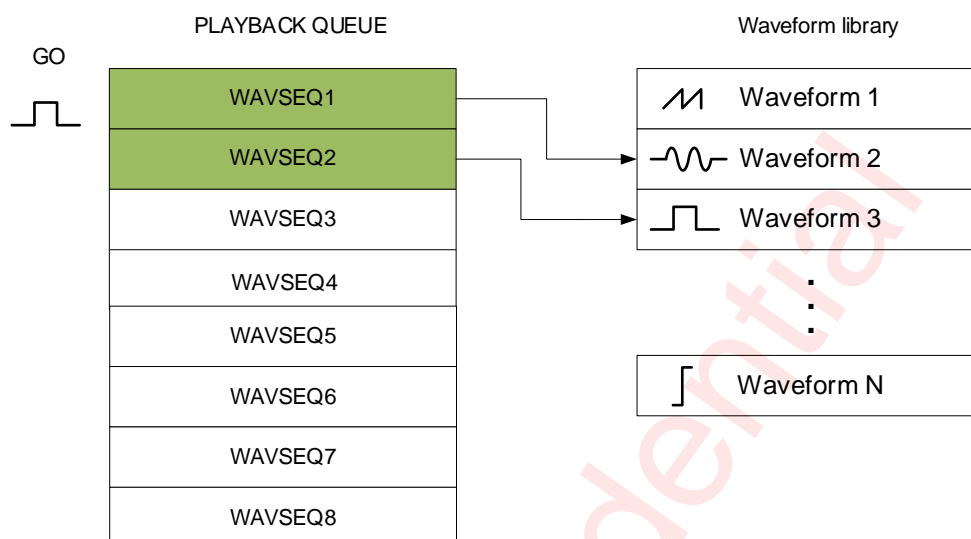 PLAYBACK QUEUE
Waveform library
GO
WAVSEQ1
WAVSEQ2
WAVSEQ3
WAVSEQ4
WAVSEQ5
WAVSEQ6
WAVSEQ7
WAVSEQ8
Waveform 1
Waveform 2
Waveform 3
Waveform N
dential